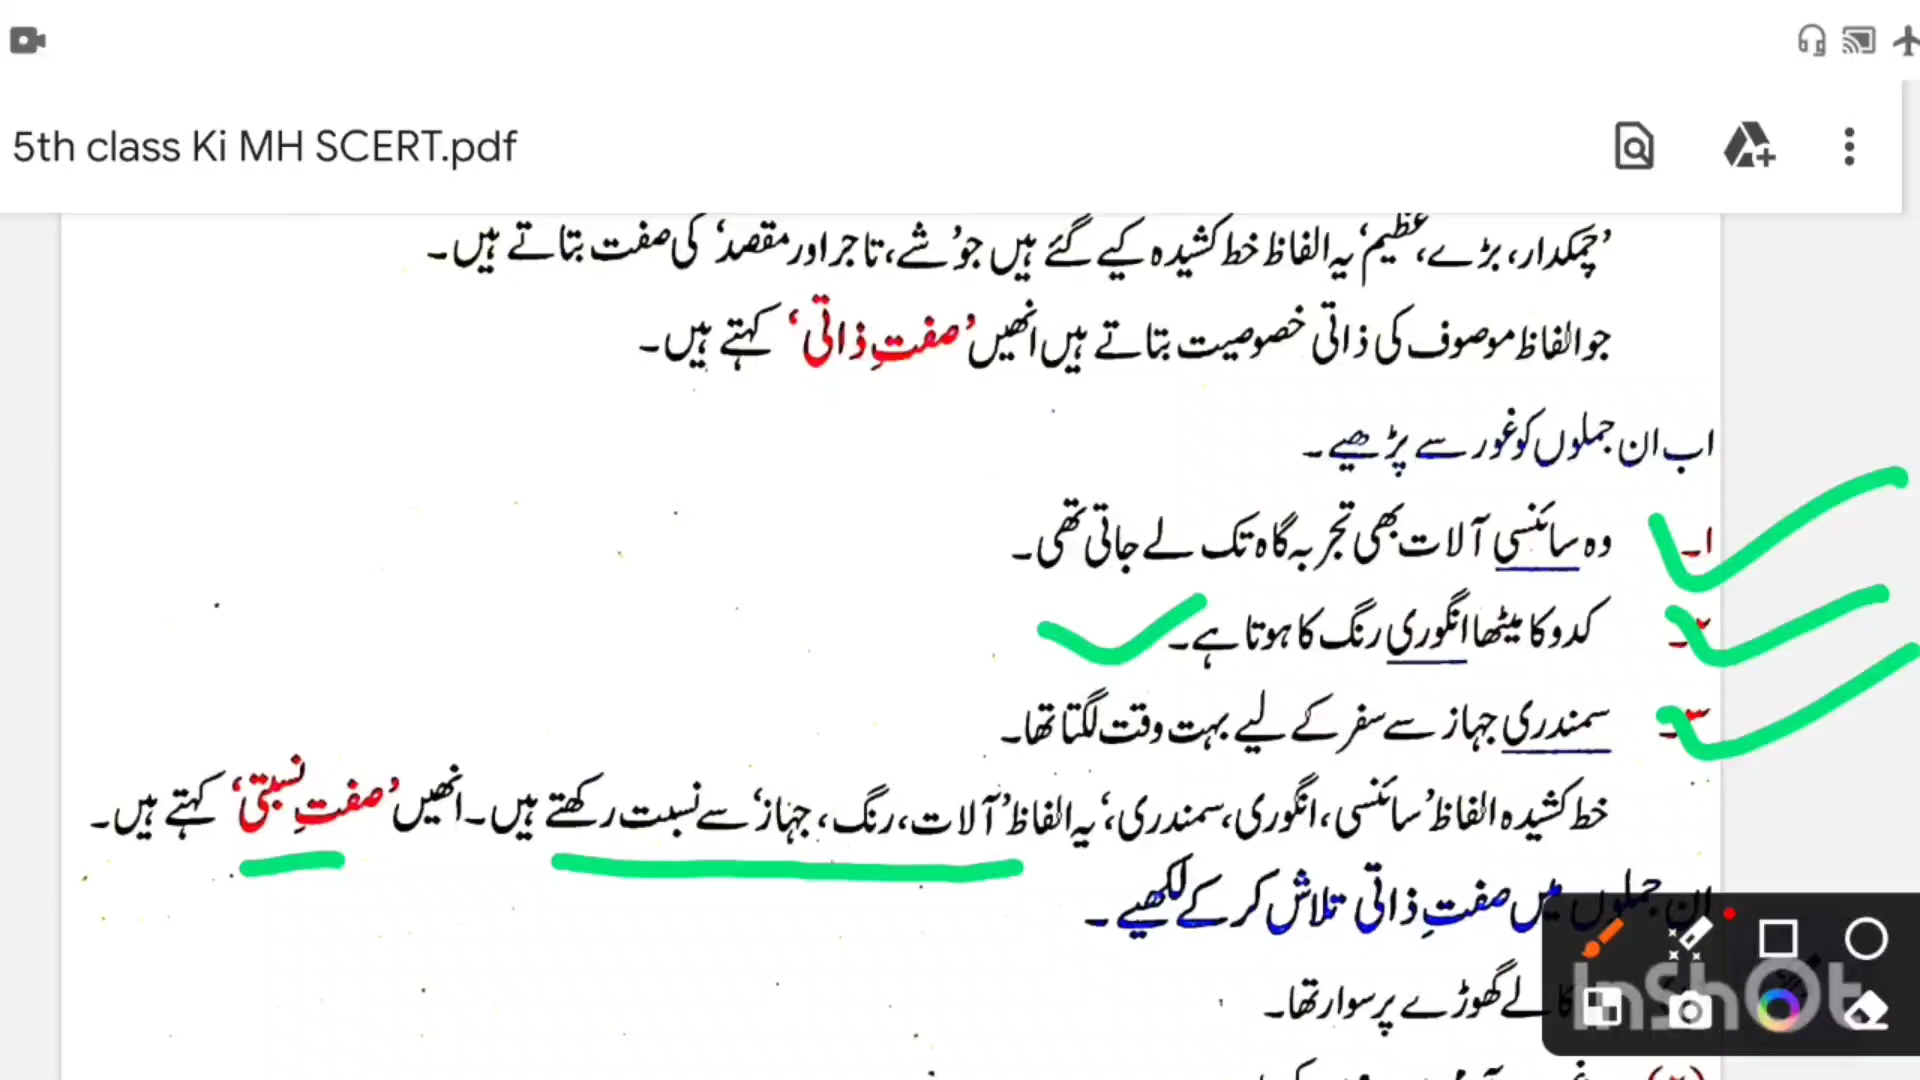 5th class Ki MH SCERT.pdf
’چمکدار، بڑے، عظیم‘ یہ الفاظ خط کشیدہ کیے گئے ہیں جو ’شے، تاجر اور مقصد‘ کی صفت بتاتے ہیں۔
جو الفاظ موصوف کی ذاتی خصوصیت بتاتے ہیں انھیں ’صفتِ ذاتی‘ کہتے ہیں۔
اب ان جملوں کو غور سے پڑھیے۔
۱۔ وہ سائنسی آلات بھی تجربہ گاہ تک لے جاتی تھی۔
۲۔ کدو کا میٹھا انگوری رنگ کا ہوتا ہے۔
۳۔ سمندری جہاز سے سفر کے لیے بہت وقت لگتا تھا۔
خط کشیدہ الفاظ ’سائنسی، انگوری، سمندری‘، یہ الفاظ ’آلات، رنگ، جہاز‘ سے نسبت رکھتے ہیں۔ انھیں ’صفتِ نسبتی‘ کہتے ہیں۔
ان جملوں میں صفتِ ذاتی تلاش کر کے لکھیے۔
کالے گھوڑے پر سوار تھا۔
InShOt